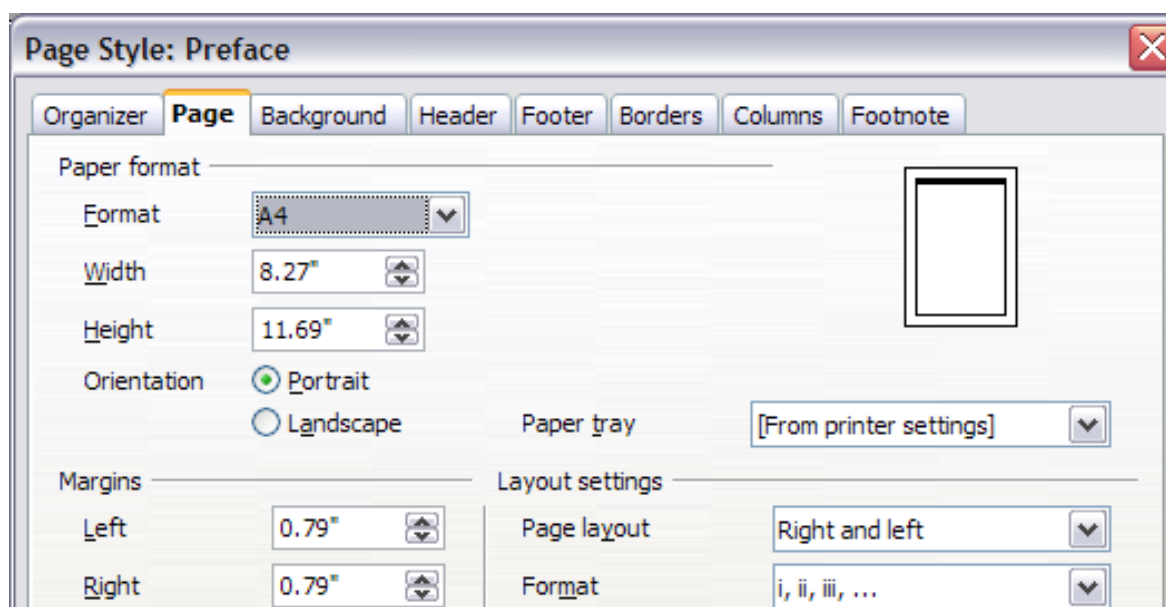 Page Style: Preface
Organizer Page Background Header Footer Borders Columns Footnote
Paper format
Format A4
Width 8.27"
Height 11.69"
Orientation Portrait
Landscape Paper tray [From printer settings]
Margins Layout settings
Left 0.79" Page layout Right and left
Right 0.79" Format i, ii, iii, ...